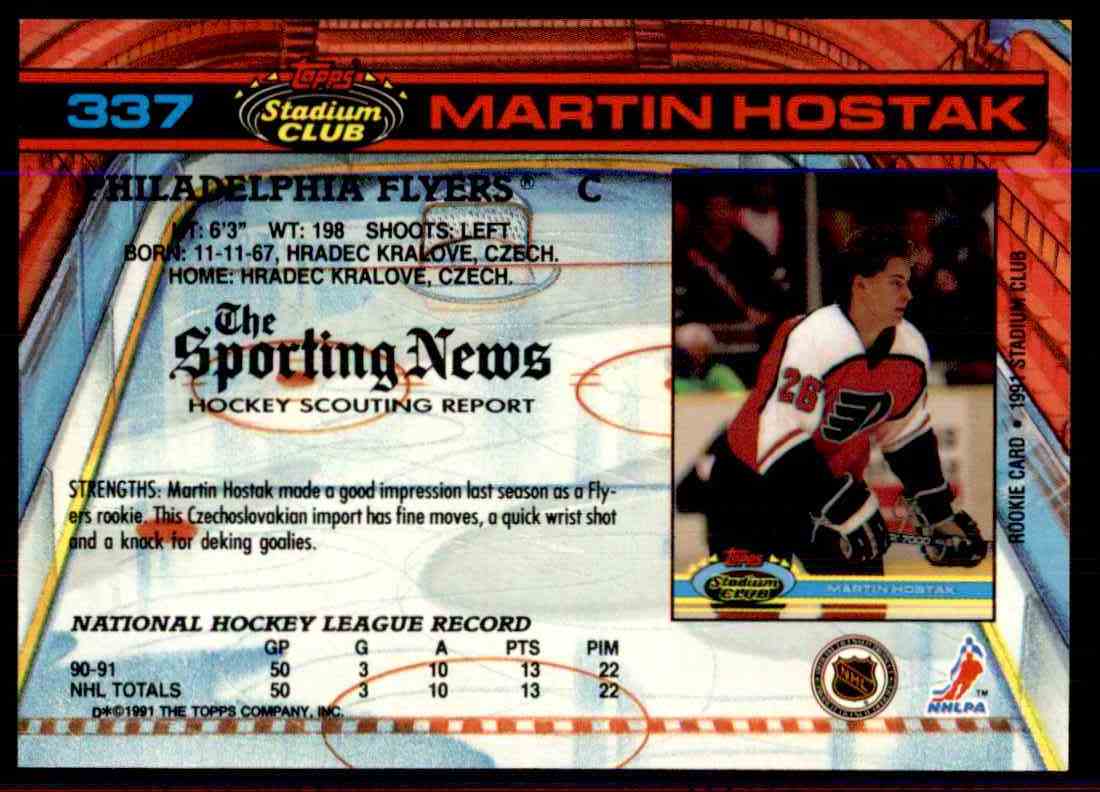 337 Topps Stadium CLUB MARTIN HOSTAK
PHILADELPHIA FLYERS® C
HT: 6'3" WT: 198 SHOOTS: LEFT
BORN: 11-11-67, HRADEC KRALOVE, CZECH.
HOME: HRADEC KRALOVE, CZECH.
The
Sporting News
HOCKEY SCOUTING REPORT
STRENGTHS: Martin Hostak made a good impression last season as a Fly-
ers rookie. This Czechoslovakian import has fine moves, a quick wrist shot
and a knack for deking goalies.
NATIONAL HOCKEY LEAGUE RECORD
GP G A PTS PIM
90-91 50 3 10 13 22
NHL TOTALS 50 3 10 13 22
D*©1991 THE TOPPS COMPANY, INC.
28
Topps
Stadium
CLUB
MARTIN HOSTAK
ROOKIE CARD • 1991 STADIUM CLUB
NHL
NHLPA ™